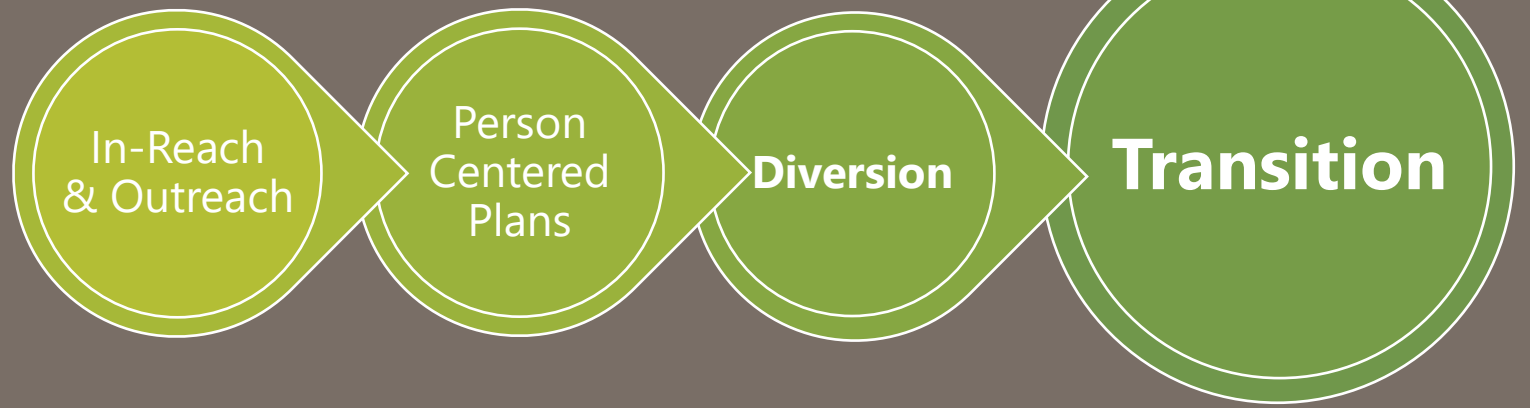 In-Reach
& Outreach
Person
Centered
Plans
Diversion
Transition